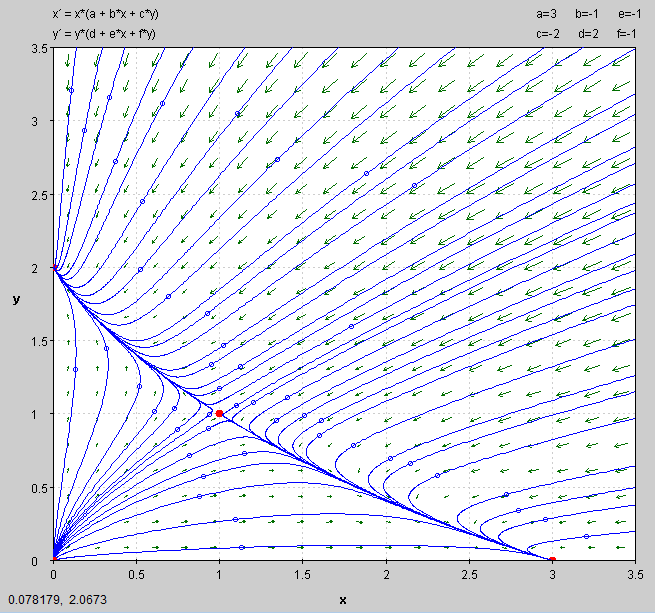 x´ = x*(a + b*x + c*y) a=3 b=-1 e=-1
y´ = y*(d + e*x + f*y) c=-2 d=2 f=-1
3.5
3
2.5
2
y
1.5
1
0.5
0
0 0.5 1 1.5 2 2.5 3 3.5
0.078179, 2.0673 x